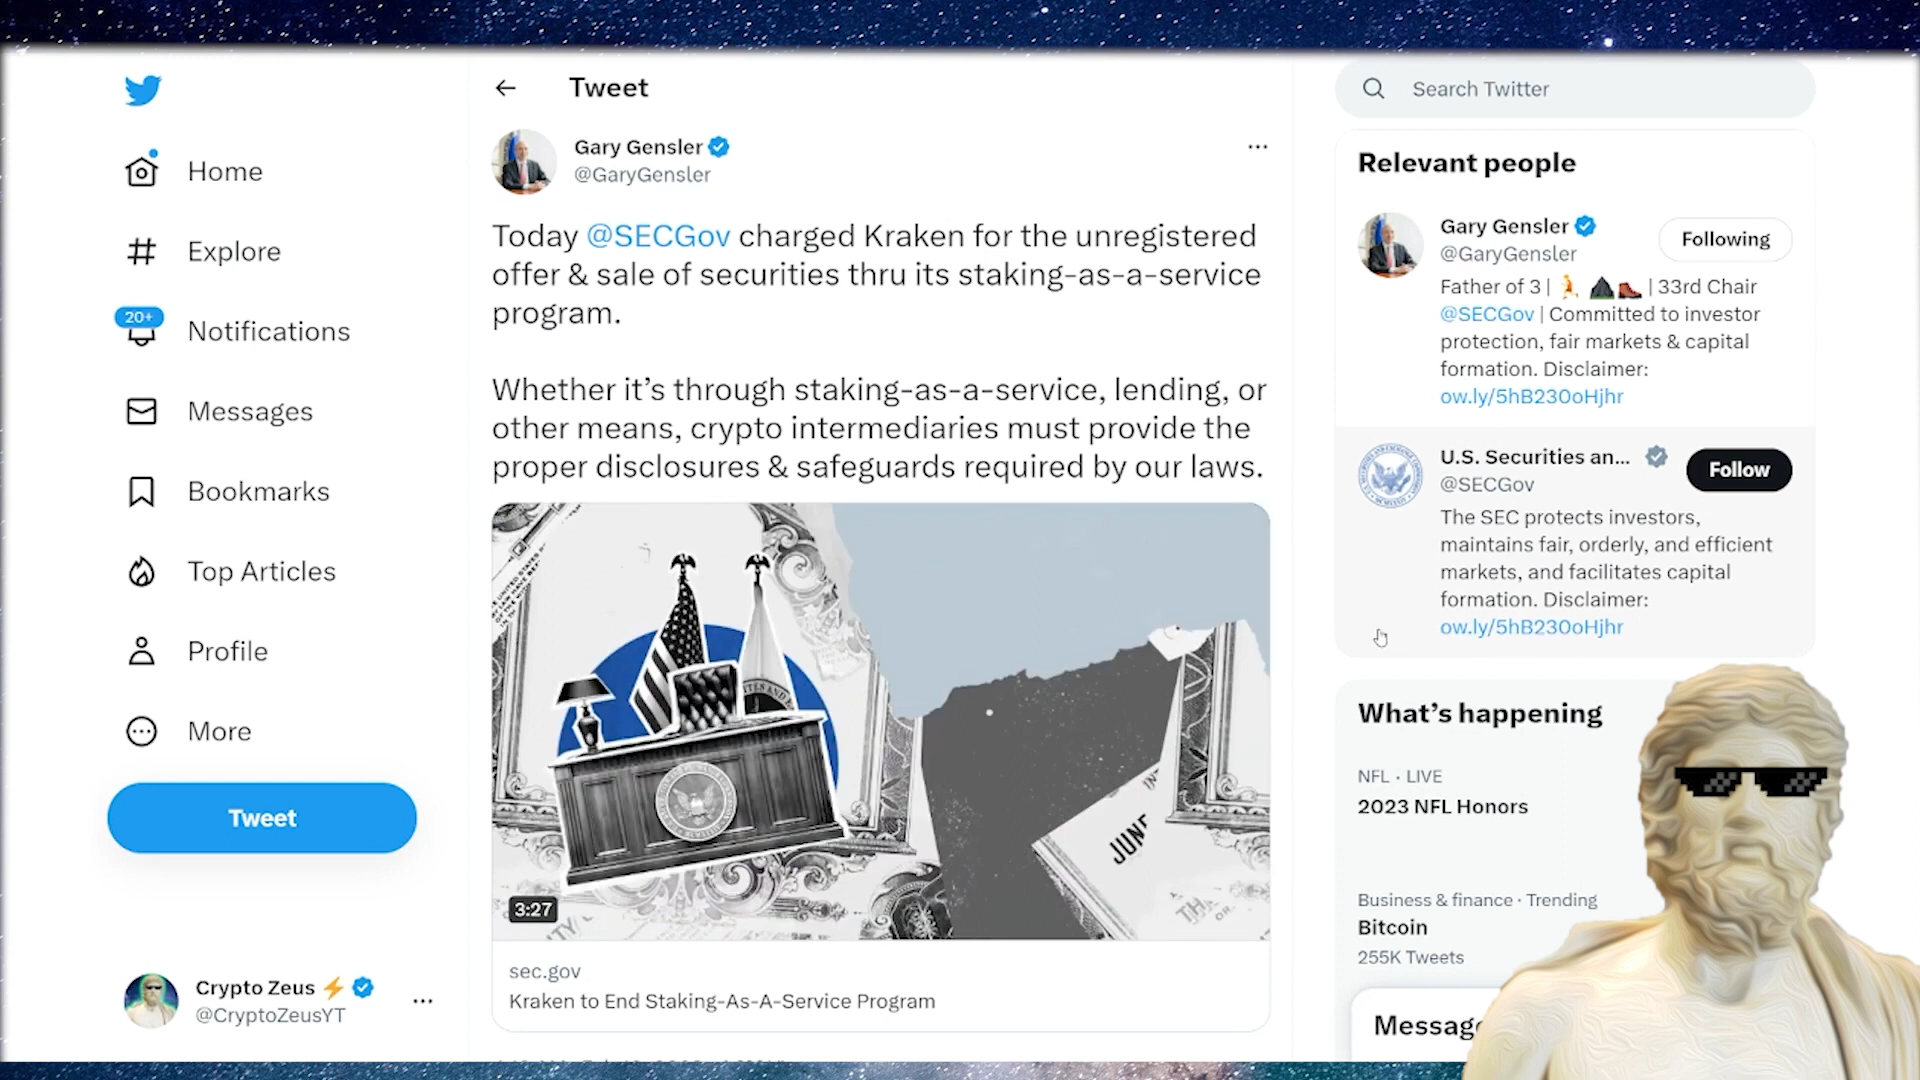 Home
Explore
20+
Notifications
Messages
Bookmarks
Top Articles
Profile
More
Tweet
Crypto Zeus⚡
@CryptoZeusYT
Tweet
Gary Gensler
@GaryGensler
Today @SECGov charged Kraken for the unregistered
offer & sale of securities thru its staking-as-a-service
program.
Whether it’s through staking-as-a-service, lending, or
other means, crypto intermediaries must provide the
proper disclosures & safeguards required by our laws.
JUNE
3:27
sec.gov
Kraken to End Staking-As-A-Service Program
Search Twitter
Relevant people
Gary Gensler
@GaryGensler
Following
Father of 3 | 🏃 ⛰🥾 | 33rd Chair
@SECGov | Committed to investor
protection, fair markets & capital
formation. Disclaimer:
ow.ly/5hB230oHjhr
U.S. Securities an...
@SECGov
Follow
The SEC protects investors,
maintains fair, orderly, and efficient
markets, and facilitates capital
formation. Disclaimer:
ow.ly/5hB230oHjhr
What’s happening
NFL · LIVE
2023 NFL Honors
Business & finance · Trending
Bitcoin
255K Tweets